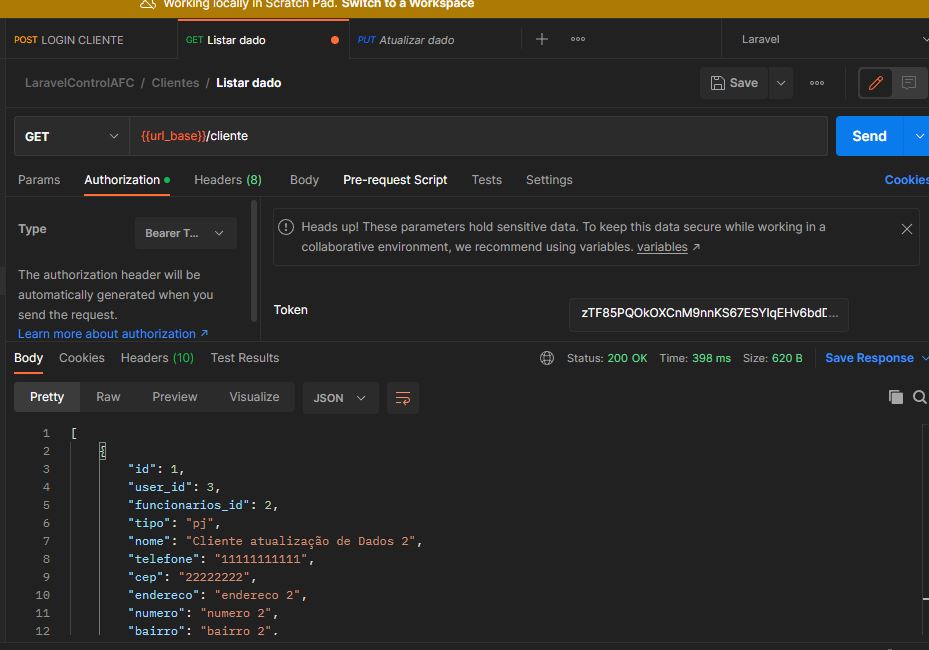 Working locally in Scratch Pad. Switch to a Workspace
POST LOGIN CLIENTE
GET Listar dado
PUT Atualizar dado
Laravel
LaravelControlAFC / Clientes / Listar dado
Save
GET
{{url_base}}/cliente
Send
Params
Authorization
Headers (8)
Body
Pre-request Script
Tests
Settings
Cookies
Type
Bearer T...
The authorization header will be
automatically generated when you
send the request.
Learn more about authorization ↗
Heads up! These parameters hold sensitive data. To keep this data secure while working in a
collaborative environment, we recommend using variables. variables ↗
Token
Body
Cookies
Headers (10)
Test Results
Status: 200 OK
Time: 398 ms
Size: 620 B
Save Response
Pretty
Raw
Preview
Visualize
JSON
1 [
2 {
3 "id": 1,
4 "user_id": 3,
5 "funcionarios_id": 2,
6 "tipo": "pj",
7 "nome": "Cliente atualização de Dados 2",
8 "telefone": "11111111111",
9 "cep": "22222222",
10 "endereco": "endereco 2",
11 "numero": "numero 2",
12 "bairro": "bairro 2",